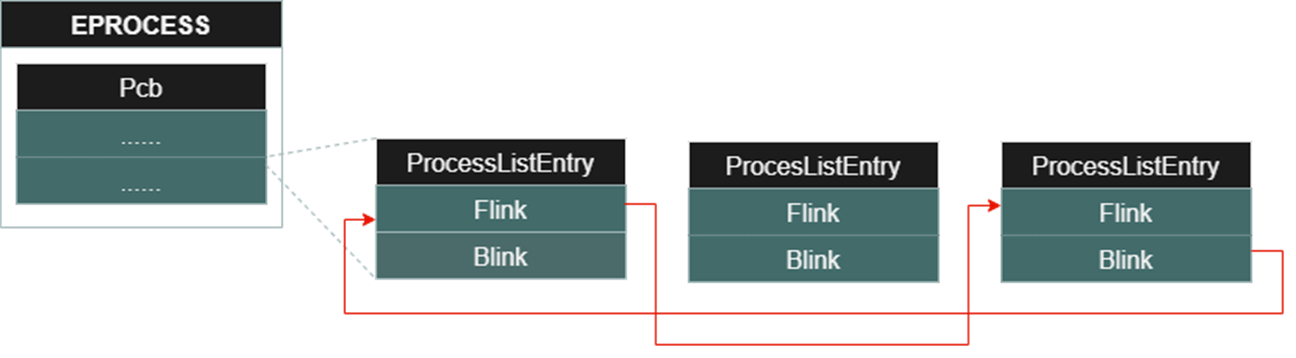 EPROCESS
Pcb
......
......
ProcessListEntry
Flink
Blink
ProcesListEntry
Flink
Blink
ProcessListEntry
Flink
Blink